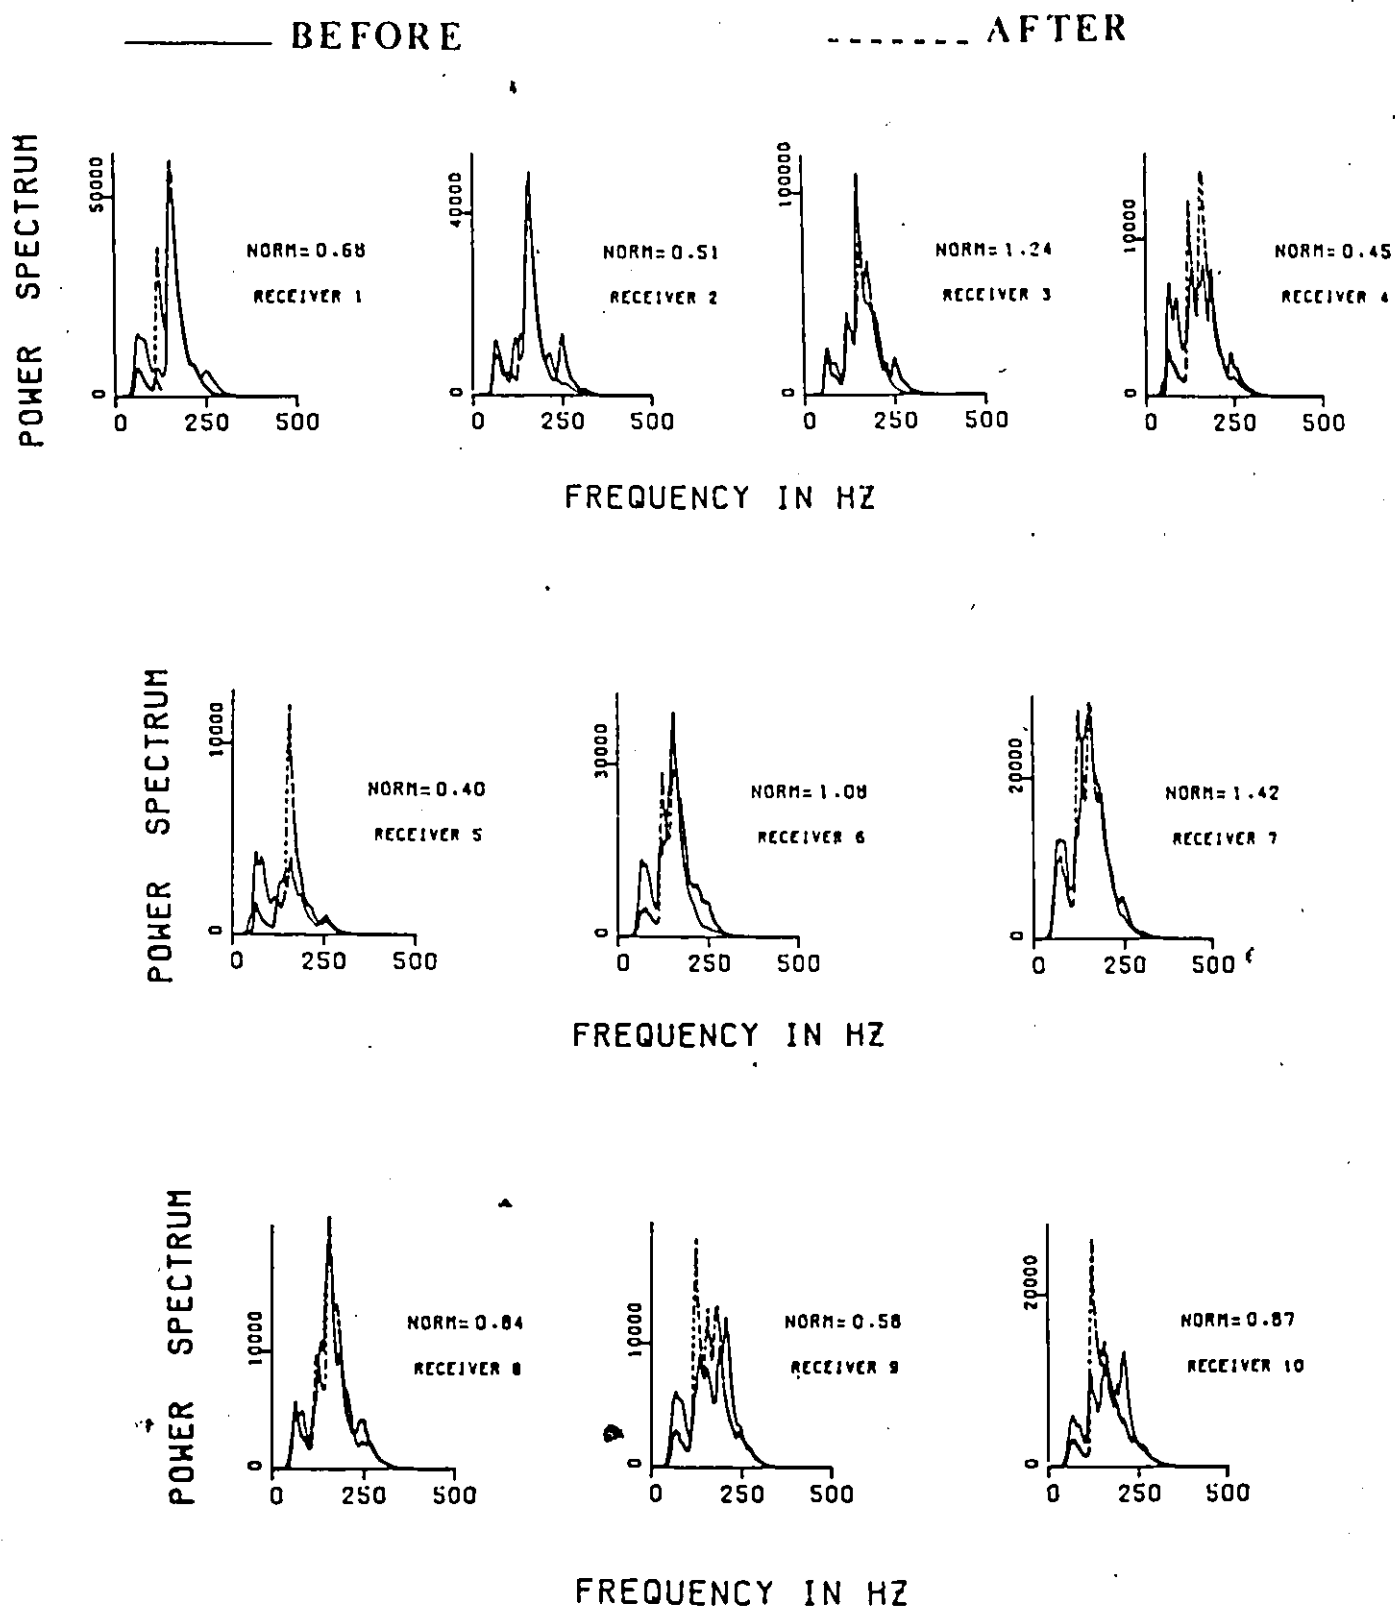 BEFORE AFTER
POWER SPECTRUM
50000
0
NORM=0.68
RECEIVER 1
0 250 500
40000
0
NORM=0.51
RECEIVER 2
0 250 500
100000
0
NORM=1.24
RECEIVER 3
0 250 500
10000
0
NORM=0.45
RECEIVER 4
0 250 500
FREQUENCY IN HZ
POWER SPECTRUM
10000
0
NORM=0.40
RECEIVER 5
0 250 500
30000
0
NORM=1.08
RECEIVER 6
0 250 500
20000
0
NORM=1.42
RECEIVER 7
0 250 500
FREQUENCY IN HZ
POWER SPECTRUM
10000
0
NORM=0.84
RECEIVER 8
0 250 500
10000
0
NORM=0.58
RECEIVER 9
0 250 500
20000
0
NORM=0.87
RECEIVER 10
0 250 500
FREQUENCY IN HZ